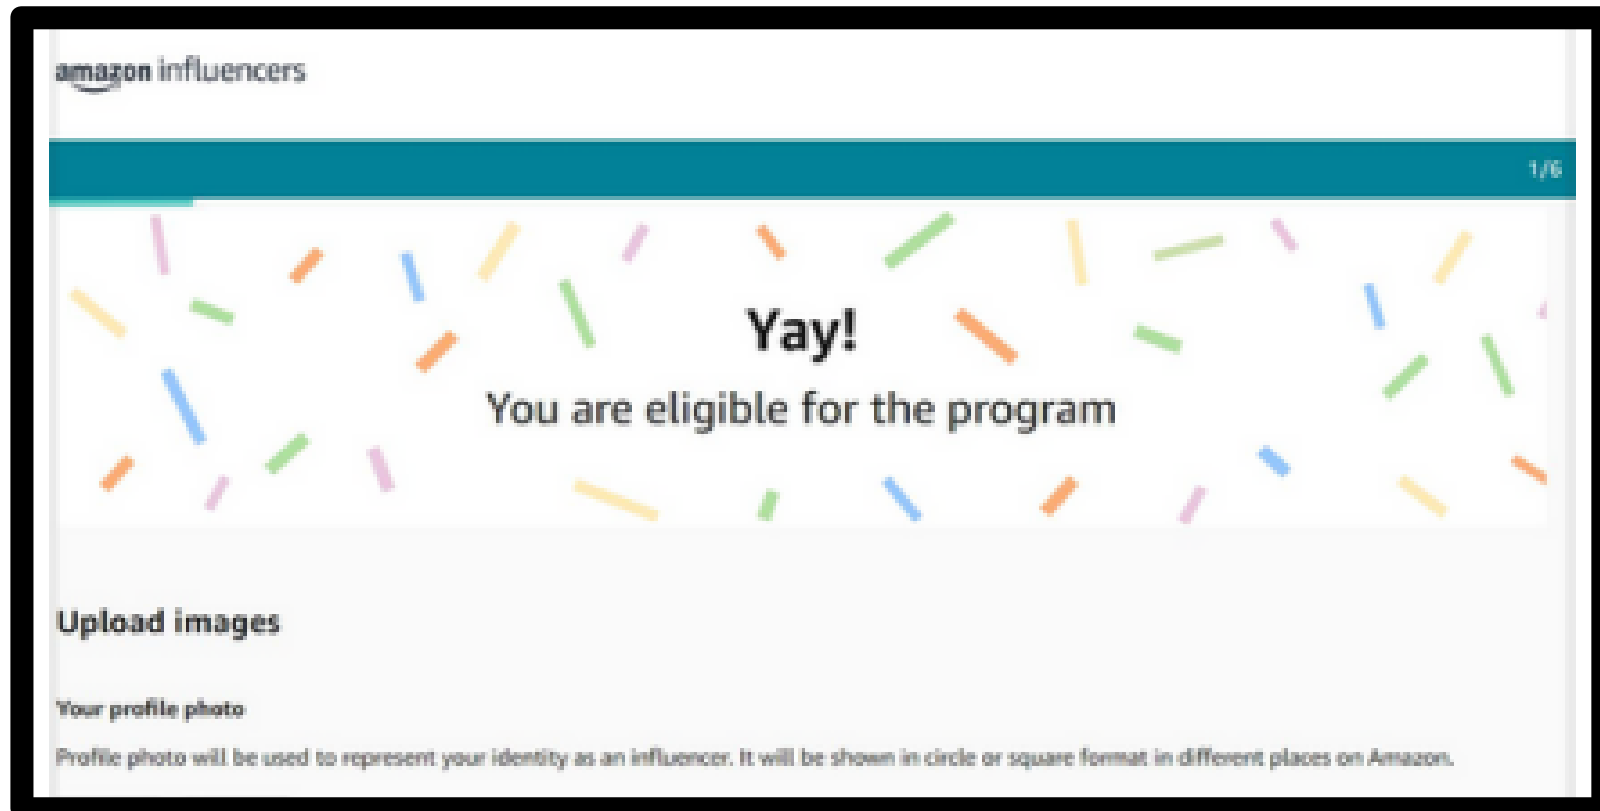 amazon influencers
1/6
Yay!
You are eligible for the program
Upload images
Your profile photo
Profile photo will be used to represent your identity as an influencer. It will be shown in circle or square format in different places on Amazon.